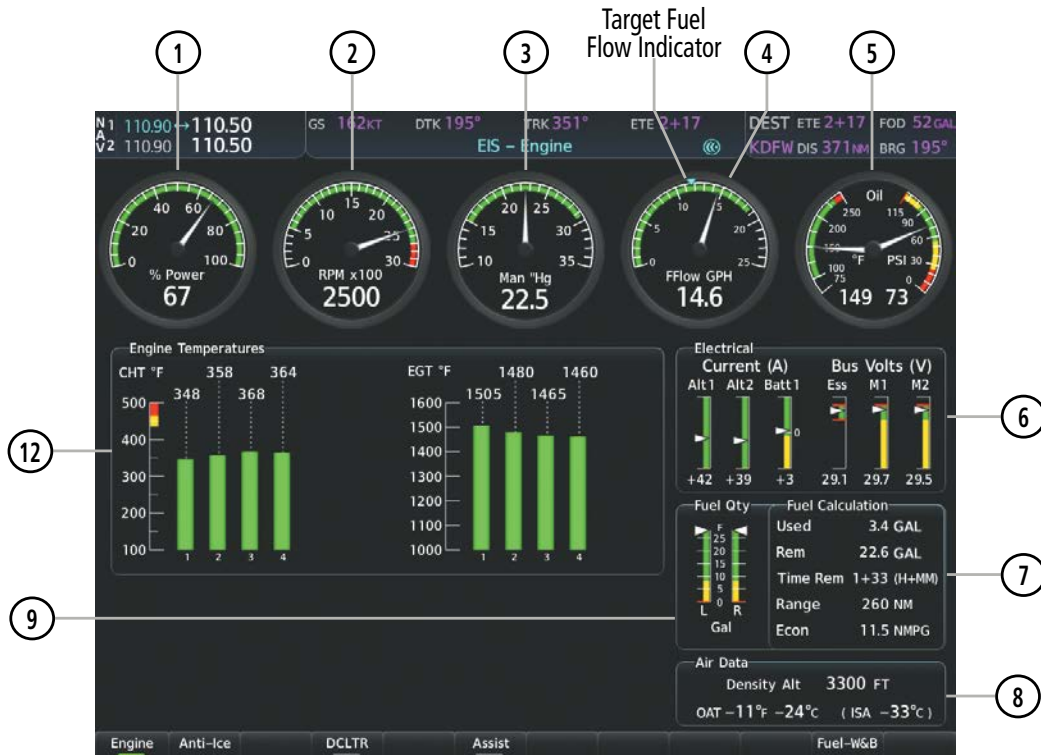 Target Fuel
Flow Indicator
1
2
3
4
5
N 1 110.90↔110.50
A
V 2 110.90 110.50
GS 162KT DTK 195° TRK 351° ETE 2+17
EIS – Engine
DEST ETE 2+17 FOD 52GAL
KDFW DIS 371NM BRG 195°
0 20 40 60 80 100
% Power
67
0 5 10 15 20 25 30
RPM x100
2500
10 15 20 25 30 35
Man "Hg
22.5
0 5 10 15 20 25
FFlow GPH
14.6
Oil
250 200 150 100 75
°F
115 90 60 30 0
PSI
149 73
Engine Temperatures
CHT °F
348 358 368 364
500
400
300
200
100
1 2 3 4
EGT °F
1505 1480 1465 1460
1600
1500
1400
1300
1200
1100
1000
1 2 3 4
12
Electrical
Current (A) Bus Volts (V)
Alt1 Alt2 Batt1 Ess M1 M2
0
+42 +39 +3 29.1 29.7 29.5
6
Fuel Qty
F
25
20
15
10
5
0
L R
Gal
Fuel Calculation
Used 3.4 GAL
Rem 22.6 GAL
Time Rem 1+33 (H+MM)
Range 260 NM
Econ 11.5 NMPG
7
9
Air Data
Density Alt 3300 FT
OAT –11°F –24°C (ISA –33°C)
8
Engine Anti–Ice DCLTR Assist Fuel–W&B